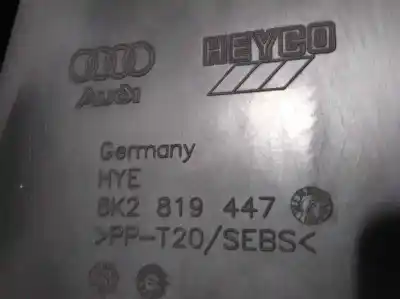 Audi HEYCO
Germany
HYE
8K2 819 447
>PP-T20/SEBS<